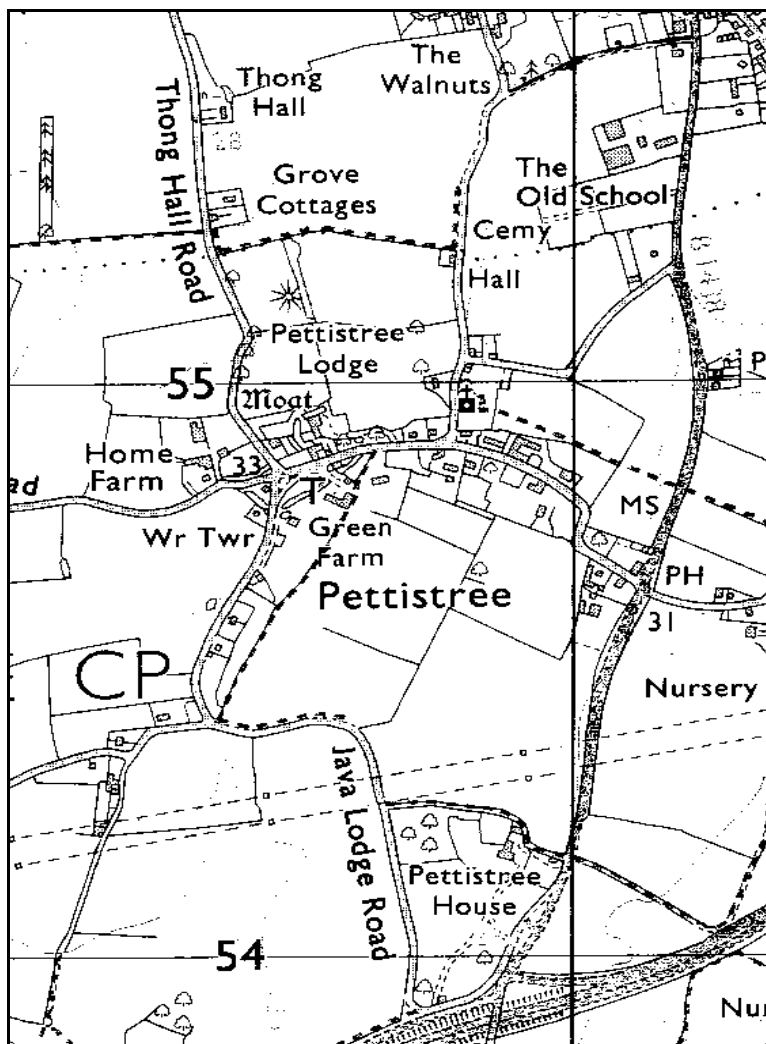 The
Walnuts
Thong
Hall
Thong Hall Road
The
Old School
Grove
Cottages
Cemy
Hall
Pettistree
Lodge
55
Moat
P
Home
Farm
33
T
MS
Wr Twr
Green
Farm
PH
Pettistree
31
CP
Nursery
Java Lodge Road
Pettistree
House
54